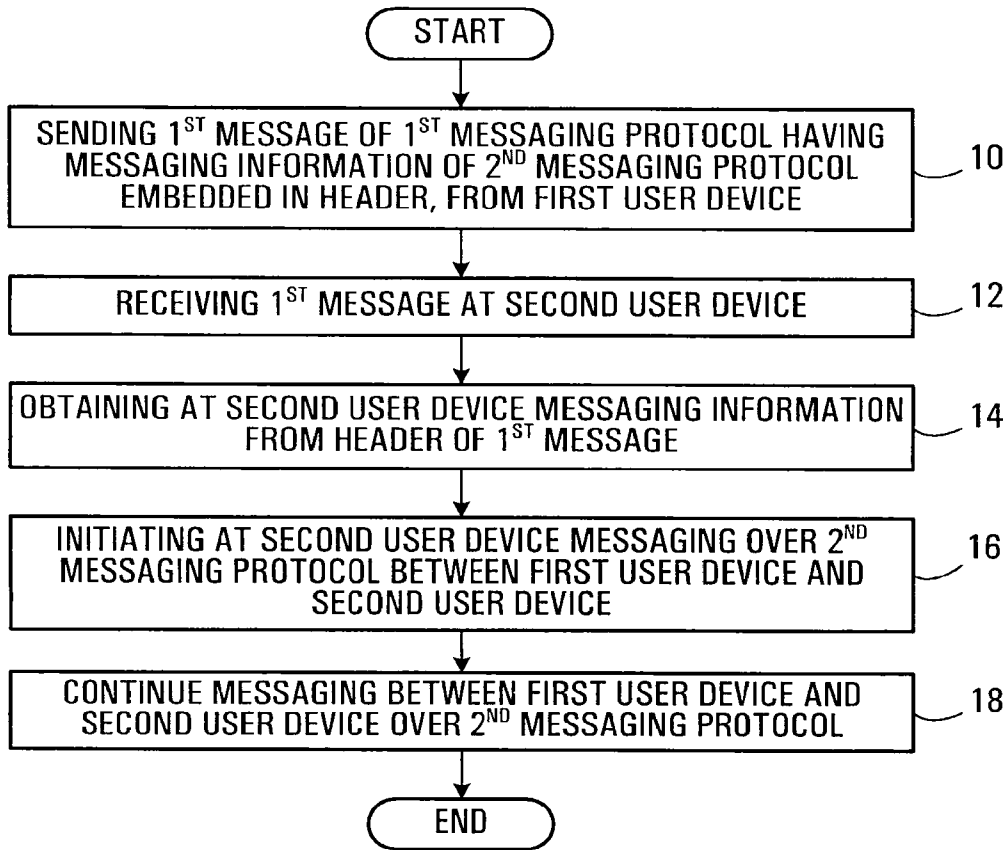 START
SENDING 1ST MESSAGE OF 1ST MESSAGING PROTOCOL HAVING
MESSAGING INFORMATION OF 2ND MESSAGING PROTOCOL
EMBEDDED IN HEADER, FROM FIRST USER DEVICE
10
RECEIVING 1ST MESSAGE AT SECOND USER DEVICE
12
OBTAINING AT SECOND USER DEVICE MESSAGING INFORMATION
FROM HEADER OF 1ST MESSAGE
14
INITIATING AT SECOND USER DEVICE MESSAGING OVER 2ND
MESSAGING PROTOCOL BETWEEN FIRST USER DEVICE AND
SECOND USER DEVICE
16
CONTINUE MESSAGING BETWEEN FIRST USER DEVICE AND
SECOND USER DEVICE OVER 2ND MESSAGING PROTOCOL
18
END